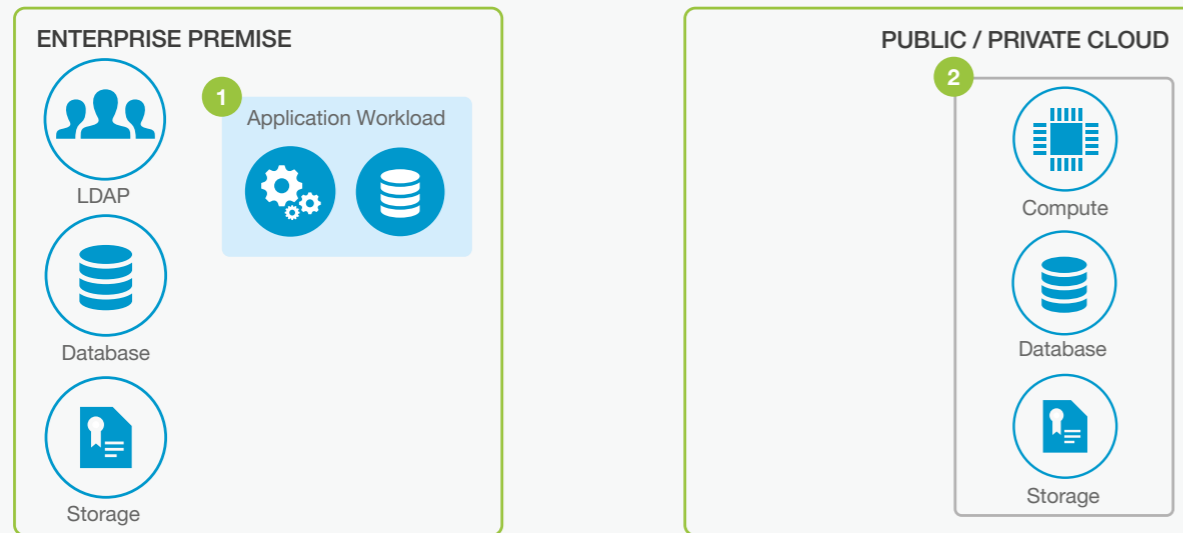 ENTERPRISE PREMISE
LDAP
Database
Storage
1
Application Workload
PUBLIC / PRIVATE CLOUD
2
Compute
Database
Storage